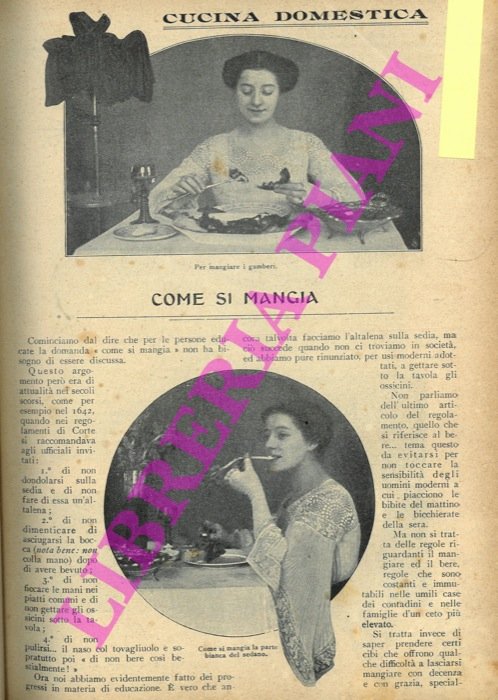 CUCINA DOMESTICA
Per mangiare i gamberi.
COME SI MANGIA
Cominciamo dal dire che per le persone edu-
cate la domanda « come si mangia » non ha bi-
sogno di essere discussa.
Questo argo-
mento però era di
attualità nei secoli
scorsi, come per
esempio nel 1642,
quando nei rego-
lamenti di Corte
si raccomandava
agli ufficiali invi-
tati:
1.° di non
dondolarsi sulla
sedia e di non
fare di essa un'al-
talena;
2.° di non
dimenticare di
asciugarsi la boc-
ca (nota bene: non
colla mano) dopo
di avere bevuto;
3.° di non
ficcare le mani nei
piatti comuni e di
non gettare gli os-
sicini sotto la ta-
vola;
4.° di non
pulirsi... il naso col tovagliuolo e so-
pratutto poi « di non bere così be
stialmente! »
Ora noi abbiamo evidentemente fatto dei pro-
gressi in materia di educazione. È vero che an-
cora talvolta facciamo l'altalena sulla sedia, ma
ciò succede quando non ci troviamo in società,
ed abbiamo pure rinunziato, per usi moderni adot-
tati, a gettare sot-
to la tavola gli
ossicini.
Non parliamo
dell'ultimo arti-
colo del regola-
mento, quello che
si riferisce al be-
re... tema questo
da evitarsi per
non toccare la
sensibilità degli
uomini moderni a
cui piacciono le
bibite del mattino
e le bicchierate
della sera.
Ma non si trat-
ta delle regole ri-
guardanti il man-
giare ed il bere,
regole che sono
costanti e immu-
tabili nelle umili case
dei contadini e nelle
famiglie d'un ceto più
elevato.
Si tratta invece di
saper prendere certi
cibi che offrono qual-
che difficoltà a lasciarsi
mangiare con decenza
e con grazia, special-
Come si mangia la parte
bianca del sedano.
LIBRERIA PIANI